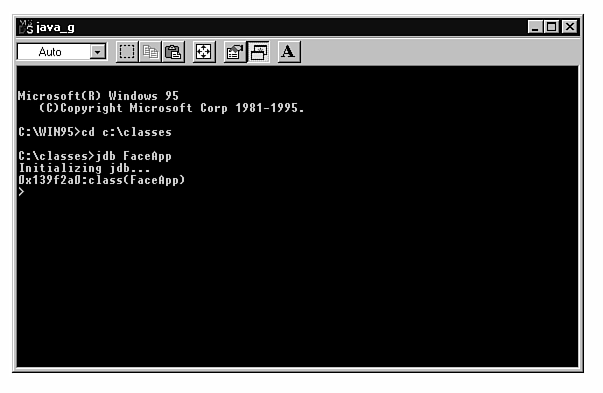 java_g
Auto
A
Microsoft(R) Windows 95
(C)Copyright Microsoft Corp 1981-1995.
C:\WIN95>cd c:\classes
C:\classes>jdb FaceApp
Initializing jdb...
0x139f2a0:class(FaceApp)
>